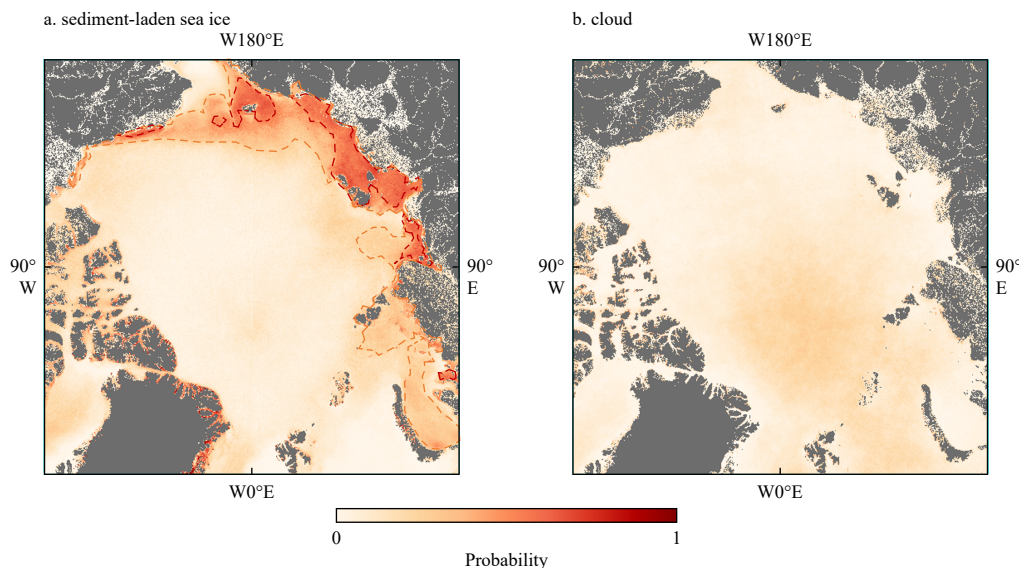 a. sediment-laden sea ice
b. cloud
W180°E
W180°E
90°
W
90°
E
90°
W
90°
E
W0°E
W0°E
0
1
Probability